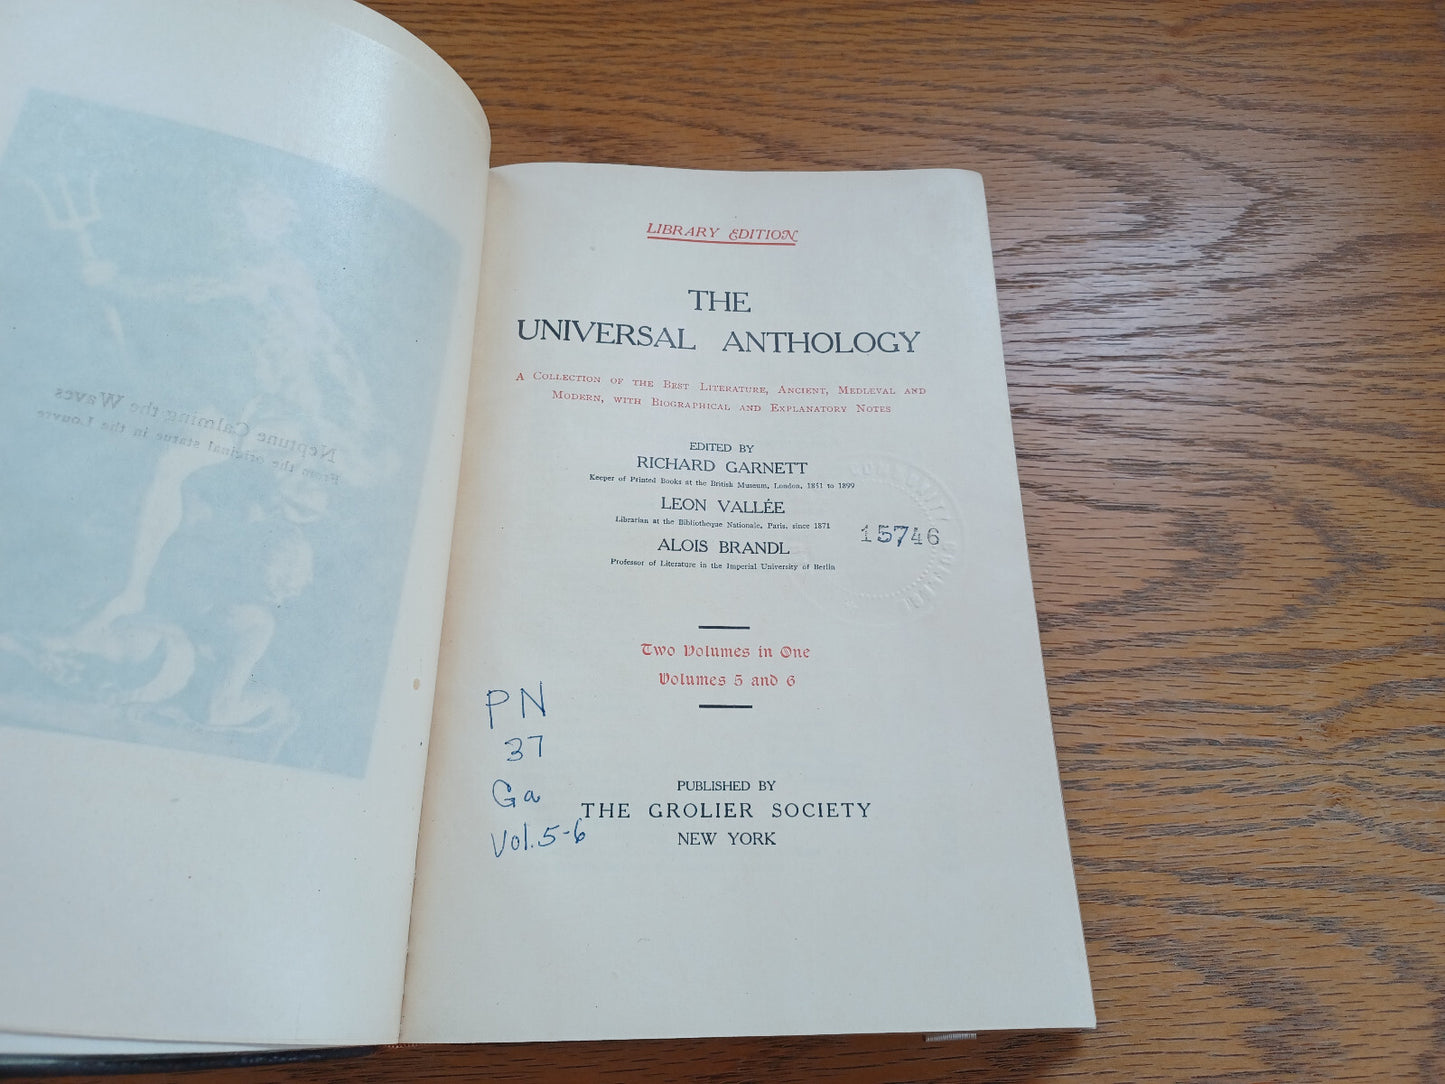 Neptune Calming the Waves
From the original statue in the Louvre
LIBRARY EDITION
THE
UNIVERSAL ANTHOLOGY
A Collection of the Best Literature, Ancient, Mediæval and
Modern, with Biographical and Explanatory Notes
EDITED BY
RICHARD GARNETT
Keeper of Printed Books at the British Museum, London, 1851 to 1899
LEON VALLÉE
Librarian at the Bibliotheque Nationale, Paris, since 1871
ALOIS BRANDL
Professor of Literature in the Imperial University of Berlin
15746
Two Volumes in One
Volumes 5 and 6
PN
37
Ga
Vol. 5-6
PUBLISHED BY
THE GROLIER SOCIETY
NEW YORK